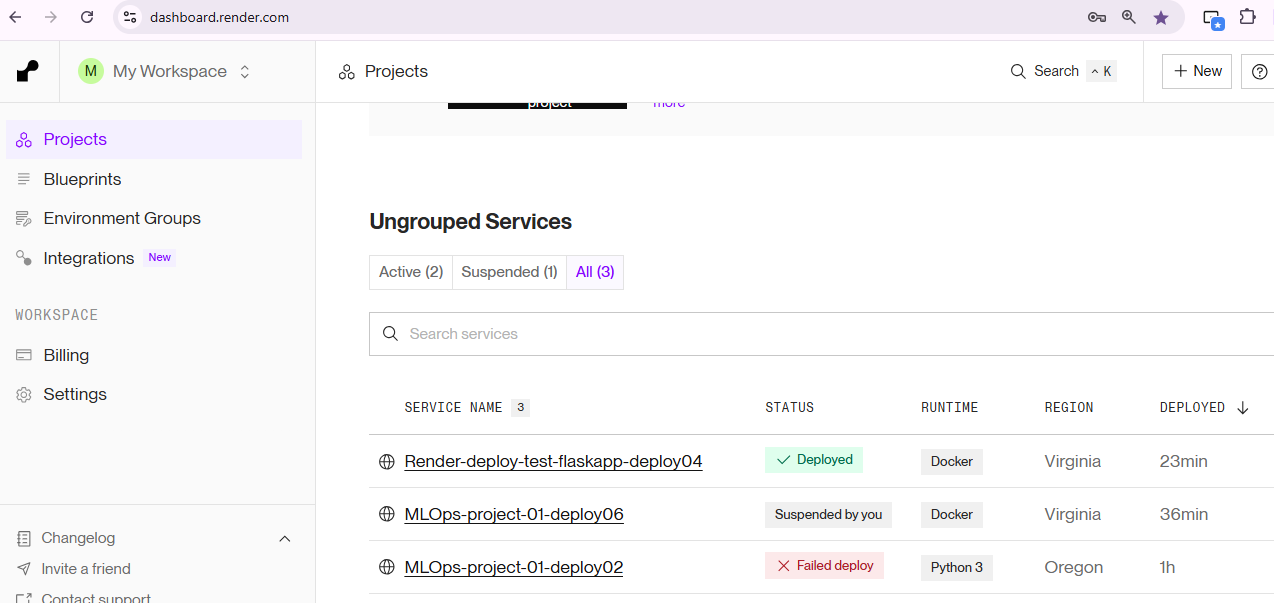 dashboard.render.com
M My Workspace
Projects
Search ^ K
+ New
Projects
Blueprints
Environment Groups
Integrations New
WORKSPACE
Billing
Settings
Changelog
Invite a friend
Contact support
project
more
Ungrouped Services
Active (2) Suspended (1) All (3)
Search services
SERVICE NAME 3 STATUS RUNTIME REGION DEPLOYED
Render-deploy-test-flaskapp-deploy04 Deployed Docker Virginia 23min
MLOps-project-01-deploy06 Suspended by you Docker Virginia 36min
MLOps-project-01-deploy02 Failed deploy Python 3 Oregon 1h